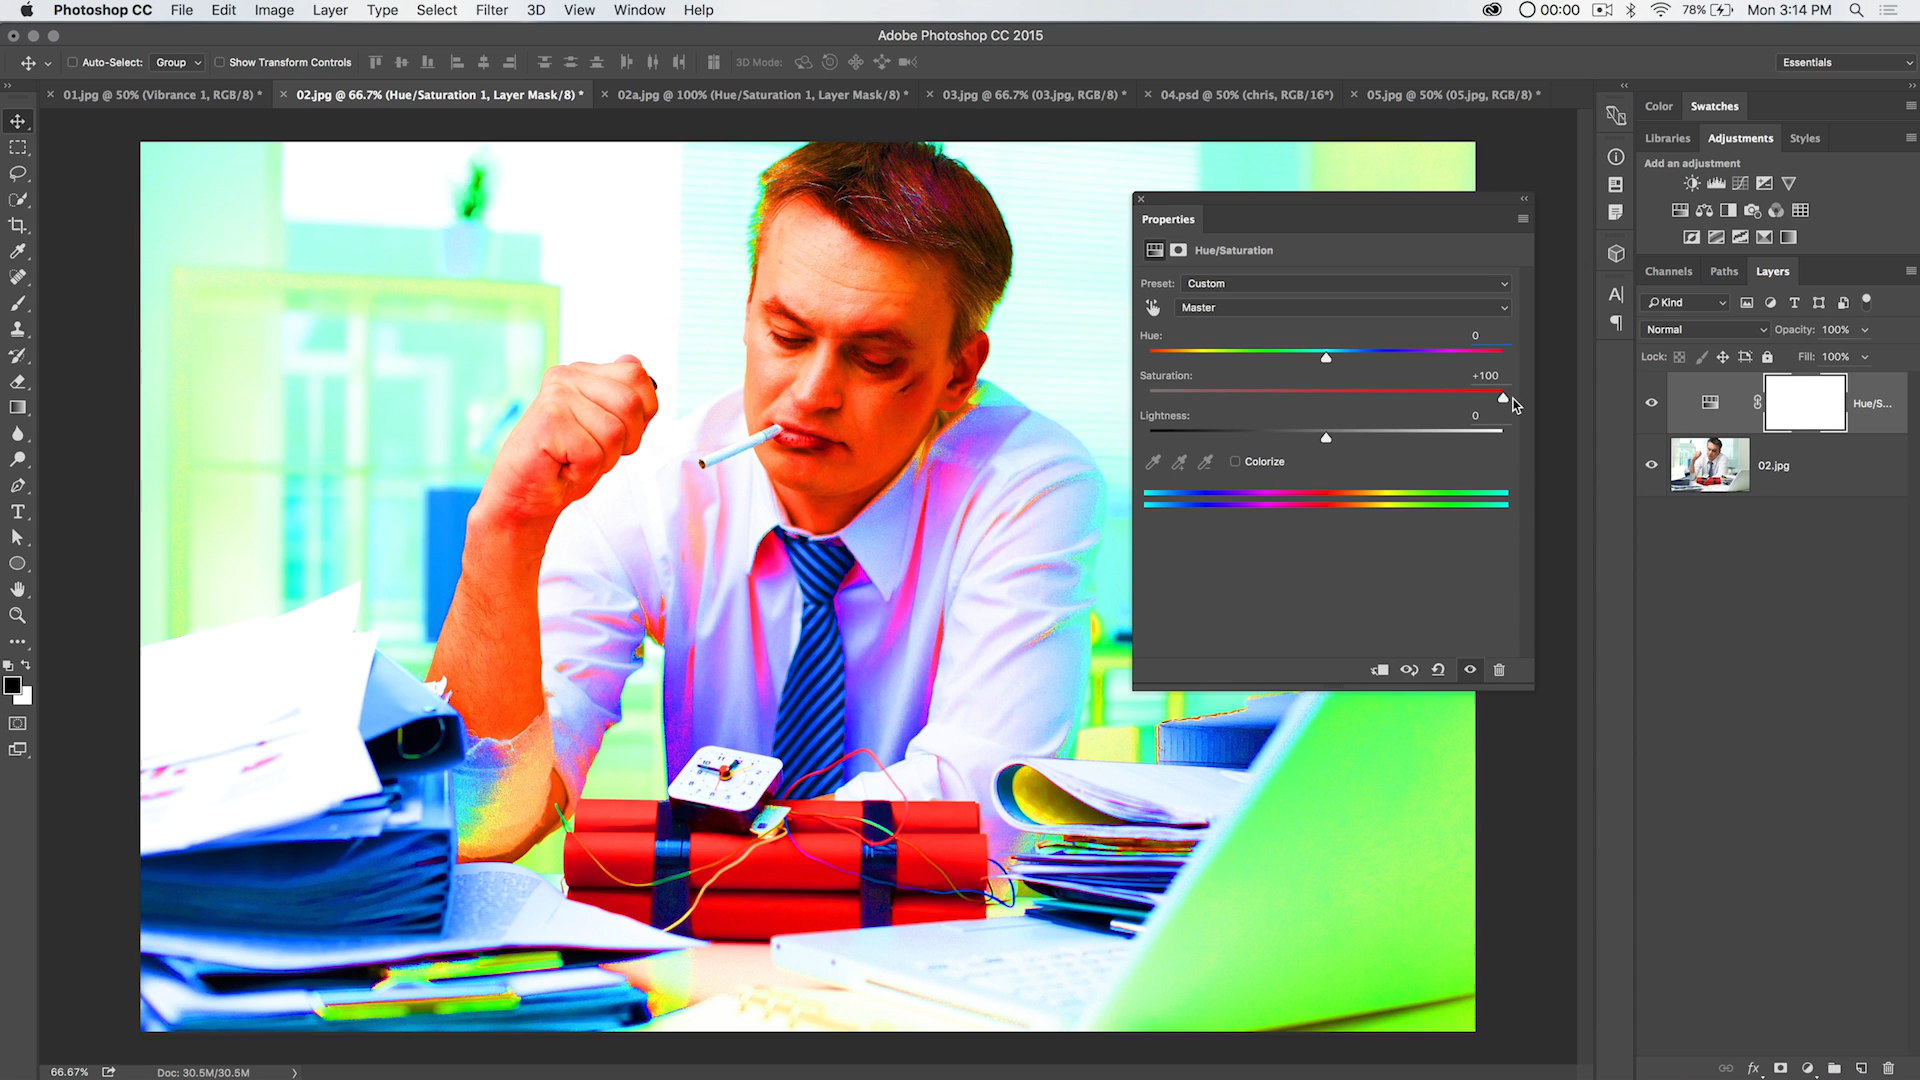 Photoshop CC File Edit Image Layer Type Select Filter 3D View Window Help 00:00 78% Mon 3:14 PM
Adobe Photoshop CC 2015
Auto-Select: Group Show Transform Controls 3D Mode: Essentials
01.jpg @ 50% (Vibrance 1, RGB/8) * 02.jpg @ 66.7% (Hue/Saturation 1, Layer Mask/8) * 02a.jpg @ 100% (Hue/Saturation 1, Layer Mask/8) * 03.jpg @ 66.7% (03.jpg, RGB/8) * 04.psd @ 50% (chris, RGB/16*) 05.jpg @ 50% (05.jpg, RGB/8) *
Color Swatches
Libraries Adjustments Styles
Add an adjustment
Channels Paths Layers
Kind
Normal Opacity: 100%
Lock: Fill: 100%
Hue/S...
02.jpg
Properties
Hue/Saturation
Preset: Custom
Master
Hue: 0
Saturation: +100
Lightness: 0
Colorize
66.67% Doc: 30.5M/30.5M